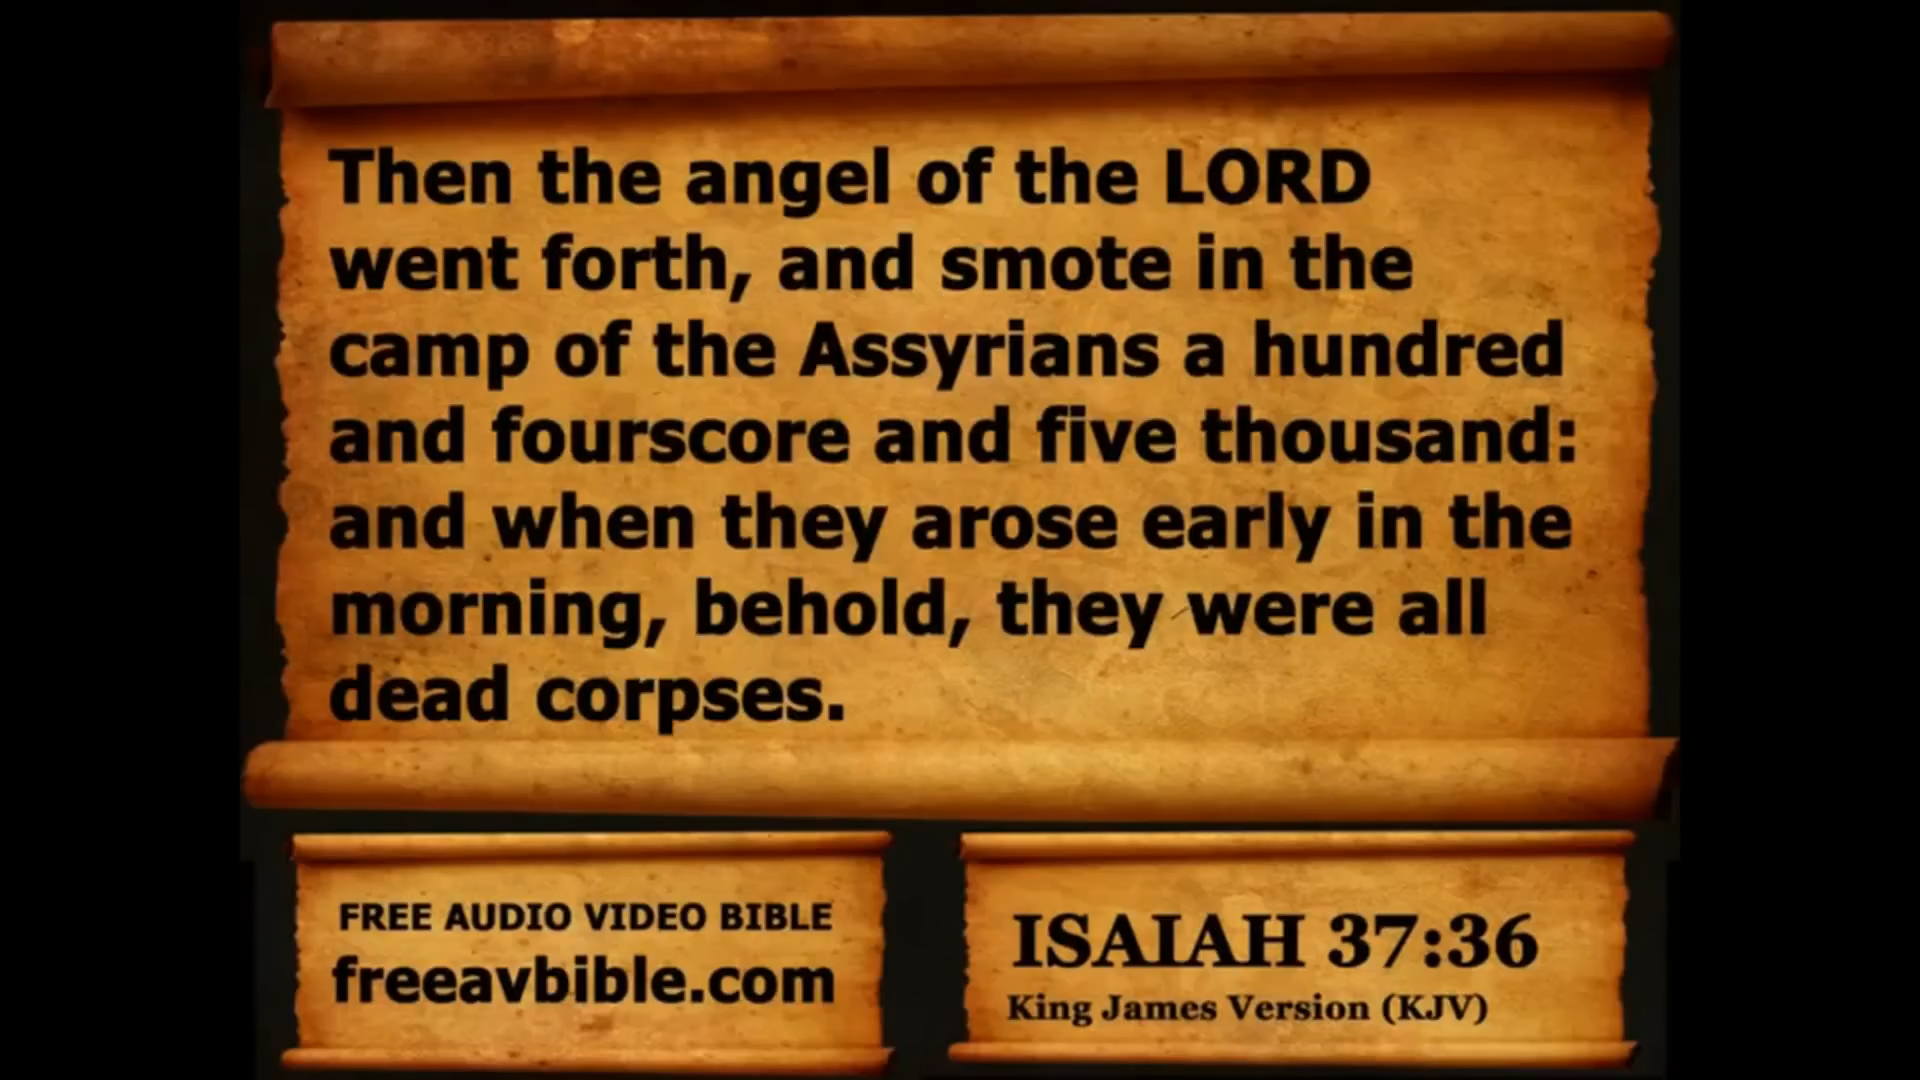 Then the angel of the LORD
went forth, and smote in the
camp of the Assyrians a hundred
and fourscore and five thousand:
and when they arose early in the
morning, behold, they were all
dead corpses.
FREE AUDIO VIDEO BIBLE
freeavbible.com
ISAIAH 37:36
King James Version (KJV)